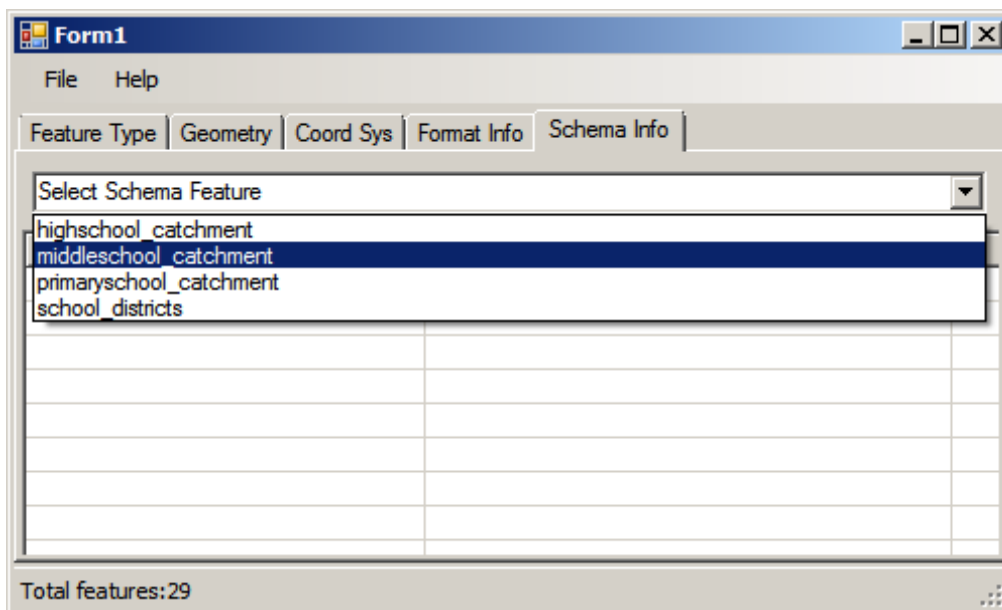 Form1
File Help
Feature Type Geometry Coord Sys Format Info Schema Info
Select Schema Feature
highschool_catchment
middleschool_catchment
primaryschool_catchment
school_districts
Total features:29